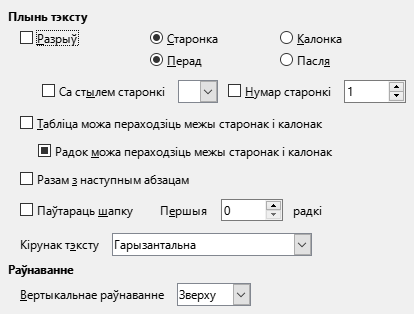 Плынь тэксту
Разрыў Старонка Калонка
Перад Пасля
Са стылем старонкі Нумар старонкі 1
Табліца можа пераходзіць межы старонак і калонак
Радок можа пераходзіць межы старонак і калонак
Разам з наступным абзацам
Паўтараць шапку Першыя 0 радкі
Кірунак тэксту Гарызантальна
Раўнаванне
Вертыкальнае раўнаванне Зверху